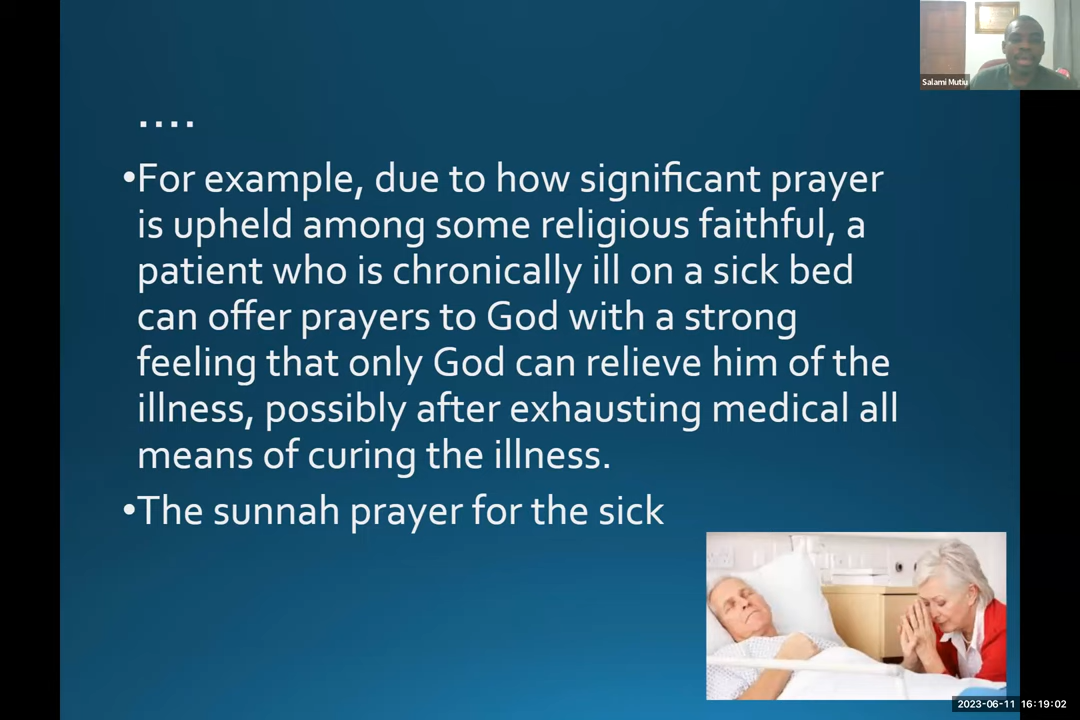 Salami Mutiu
....
•For example, due to how significant prayer
is upheld among some religious faithful, a
patient who is chronically ill on a sick bed
can offer prayers to God with a strong
feeling that only God can relieve him of the
illness, possibly after exhausting medical all
means of curing the illness.
•The sunnah prayer for the sick
2023-06-11 16:19:02